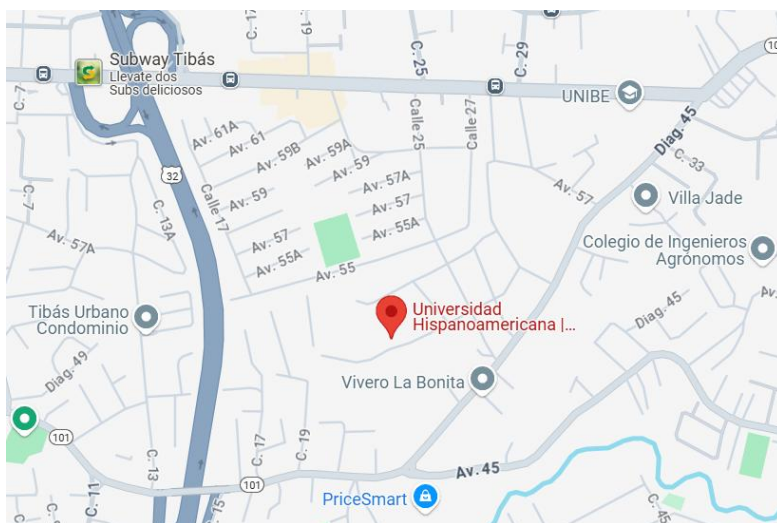 C. 17
C. 19
C. 25
C. 29
10
Subway Tibás
Llevate dos
Subs deliciosos
C. 7
UNIBE
Av. 61A
Av. 61
Av. 59B
Av. 59A
Av. 59
Calle 25
Calle 27
Diag. 45
C. 33
32
Calle 17
Av. 59
Av. 57A
Av. 57
Av. 57
Villa Jade
C. 7
C. 13A
Av. 57A
Av. 57
Av. 55A
Av. 55A
Av. 55
Colegio de Ingenieros
Agrónomos
Av.
Tibás Urbano
Condominio
Universidad
Hispanoamericana |...
Diag. 45
Diag. 49
Vivero La Bonita
101
C. 17
C. 19
C. 13
C. 11
101
C. 15
Av. 45
PriceSmart
C. 45
C. 4